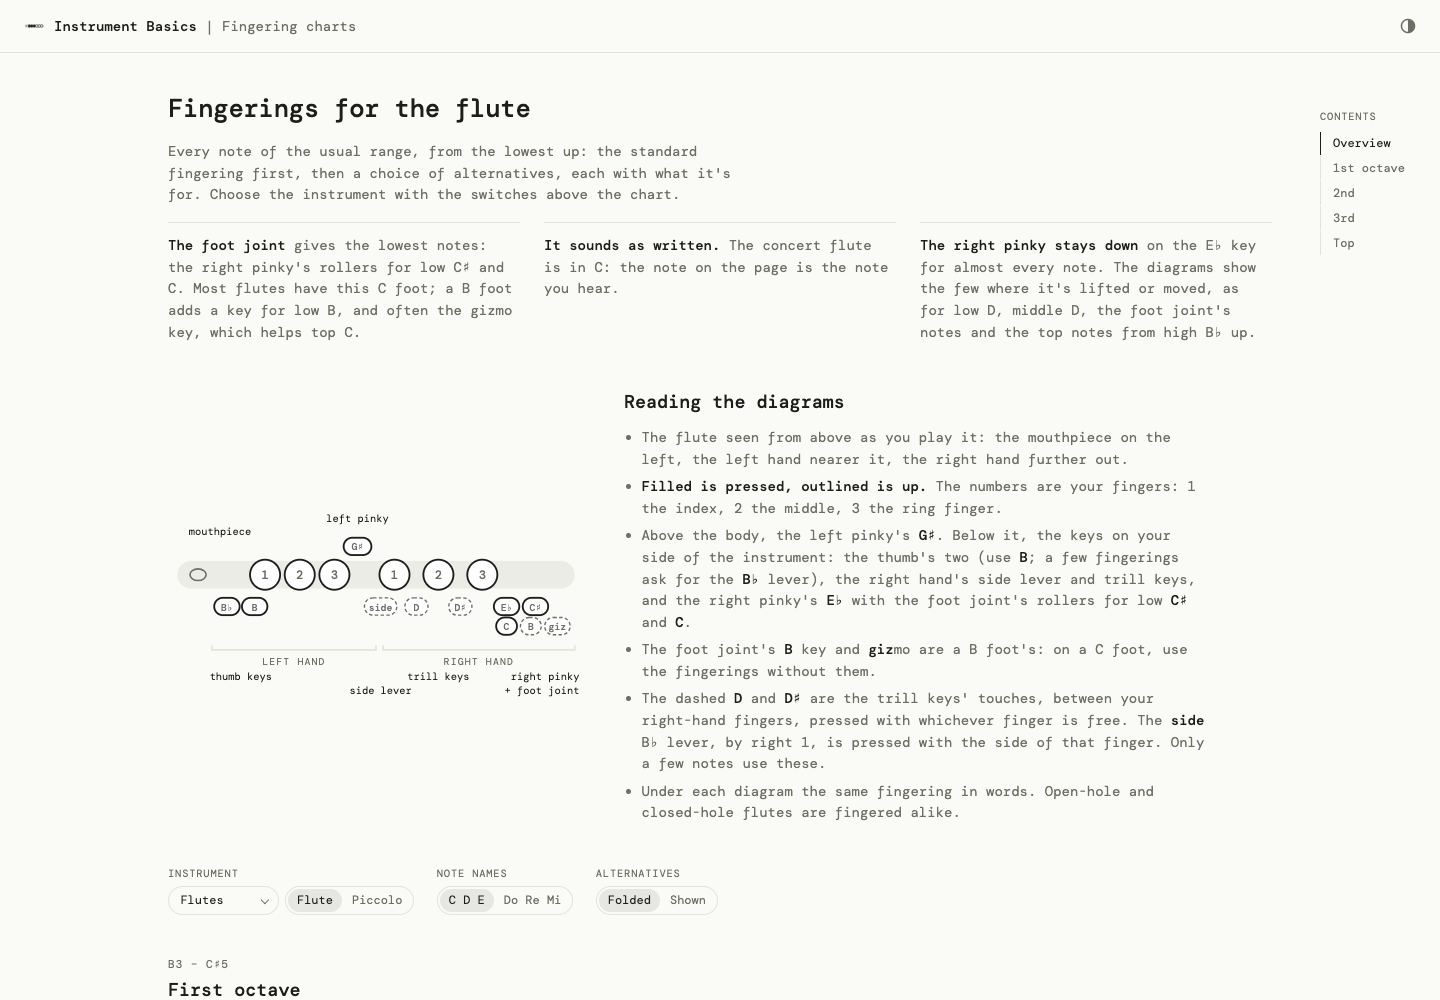 Instrument Basics | Fingering charts
Fingerings for the flute
Every note of the usual range, from the lowest up: the standard
fingering first, then a choice of alternatives, each with what it's
for. Choose the instrument with the switches above the chart.
CONTENTS
Overview
1st octave
2nd
3rd
Top
The foot joint gives the lowest notes:
the right pinky's rollers for low C♯ and
C. Most flutes have this C foot; a B foot
adds a key for low B, and often the gizmo
key, which helps top C.
It sounds as written. The concert flute
is in C: the note on the page is the note
you hear.
The right pinky stays down on the E♭ key
for almost every note. The diagrams show
the few where it's lifted or moved, as
for low D, middle D, the foot joint's
notes and the top notes from high B♭ up.
left pinky
mouthpiece
G♯
1 2 3 1 2 3
B♭ B side D D♯ E♭ C♯
C B giz
LEFT HAND RIGHT HAND
thumb keys trill keys right pinky
side lever + foot joint
Reading the diagrams
• The flute seen from above as you play it: the mouthpiece on the
left, the left hand nearer it, the right hand further out.
• Filled is pressed, outlined is up. The numbers are your fingers: 1
the index, 2 the middle, 3 the ring finger.
• Above the body, the left pinky's G♯. Below it, the keys on your
side of the instrument: the thumb's two (use B; a few fingerings
ask for the B♭ lever), the right hand's side lever and trill keys,
and the right pinky's E♭ with the foot joint's rollers for low C♯
and C.
• The foot joint's B key and gizmo are a B foot's: on a C foot, use
the fingerings without them.
• The dashed D and D♯ are the trill keys' touches, between your
right-hand fingers, pressed with whichever finger is free. The side
B♭ lever, by right 1, is pressed with the side of that finger. Only
a few notes use these.
• Under each diagram the same fingering in words. Open-hole and
closed-hole flutes are fingered alike.
INSTRUMENT NOTE NAMES ALTERNATIVES
Flutes Flute Piccolo C D E Do Re Mi Folded Shown
B3 – C♯5
First octave